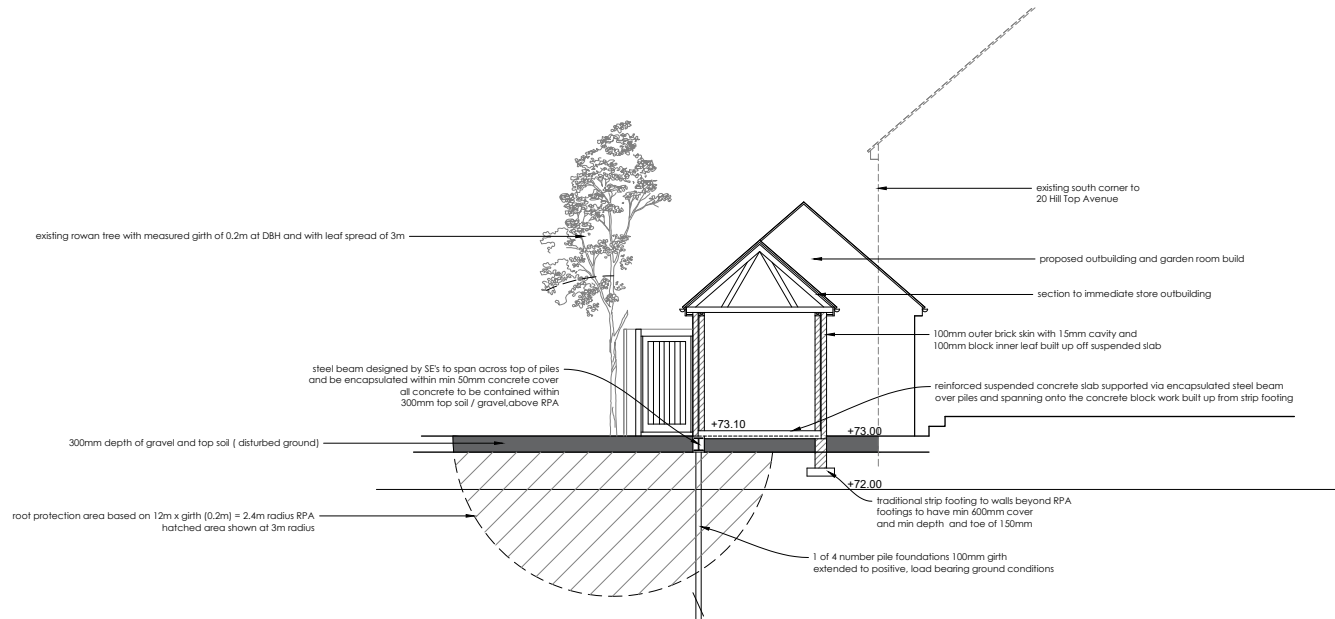 existing south corner to
20 Hill Top Avenue
existing rowan tree with measured girth of 0.2m at DBH and with leaf spread of 3m
proposed outbuilding and garden room build
section to immediate store outbuilding
100mm outer brick skin with 15mm cavity and
100mm block inner leaf built up off suspended slab
steel beam designed by SE's to span across top of piles
and be encapsulated within min 50mm concrete cover
all concrete to be contained within
300mm top soil / gravel,above RPA
reinforced suspended concrete slab supported via encapsulated steel beam
over piles and spanning onto the concrete block work built up from strip footing
+73.10
+73.00
300mm depth of gravel and top soil ( disturbed ground)
+72.00
traditional strip footing to walls beyond RPA
footings to have min 600mm cover
and min depth and toe of 150mm
root protection area based on 12m x girth (0.2m) = 2.4m radius RPA
hatched area shown at 3m radius
1 of 4 number pile foundations 100mm girth
extended to positive, load bearing ground conditions